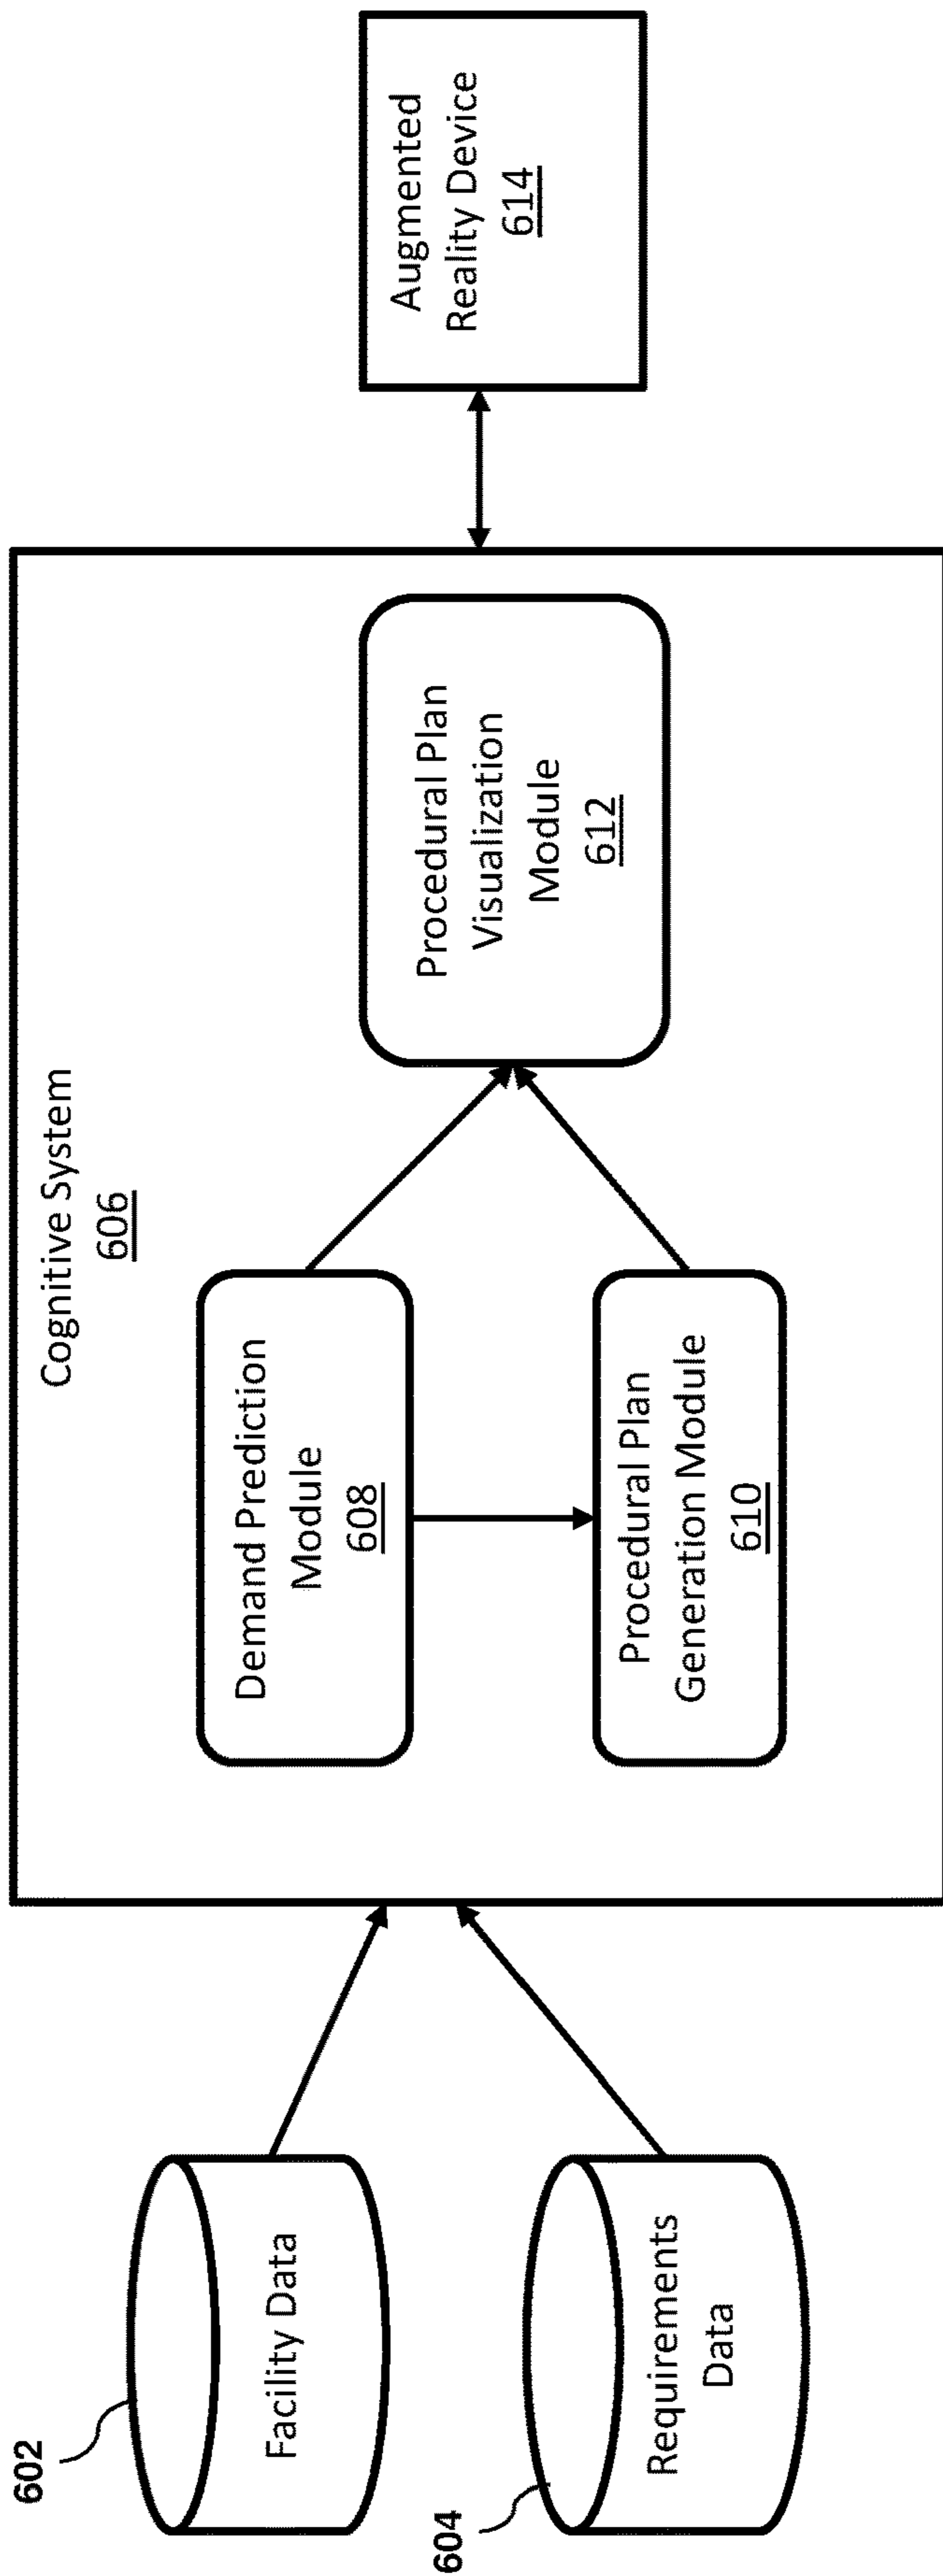 602
Facility Data
604
Requirements
Data
Cognitive System
606
Demand Prediction
Module
608
Procedural Plan
Generation Module
610
Procedural Plan
Visualization
Module
612
Augmented
Reality Device
614